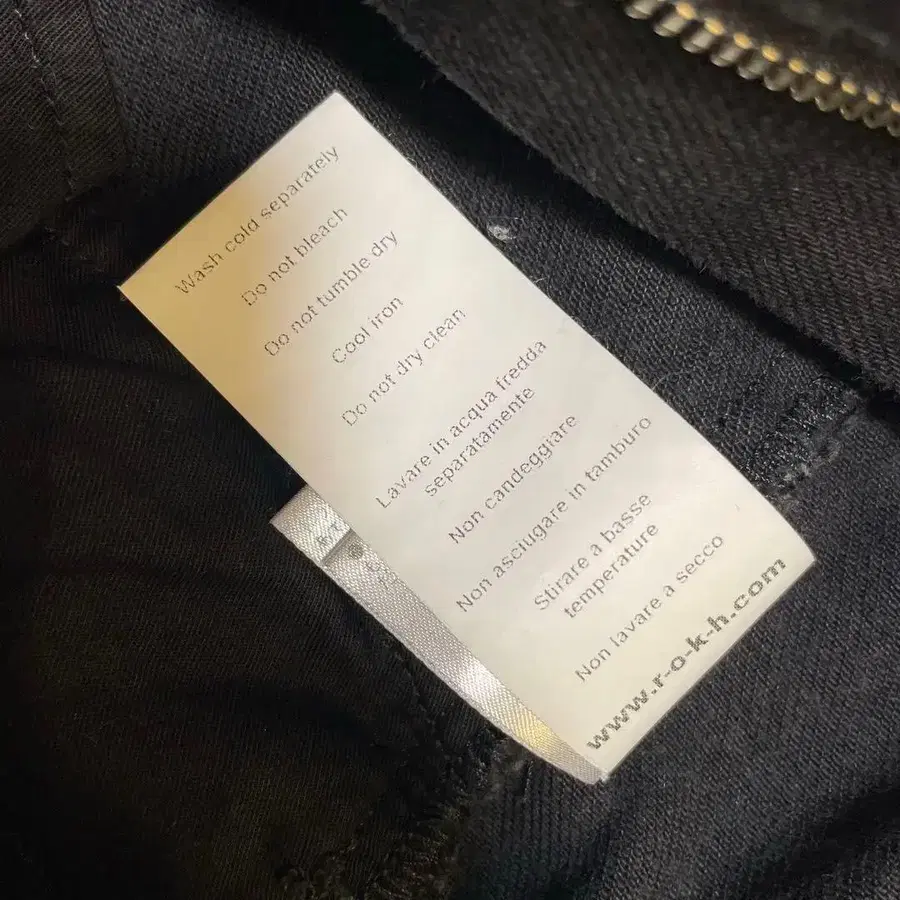 Wash cold separately
Do not bleach
Do not tumble dry
Cool iron
Do not dry clean
Lavare in acqua fredda
separatamente
Non candeggiare
Non asciugare in tamburo
Stirare a basse
temperature
Non lavare a secco
www.r-o-k-h.com